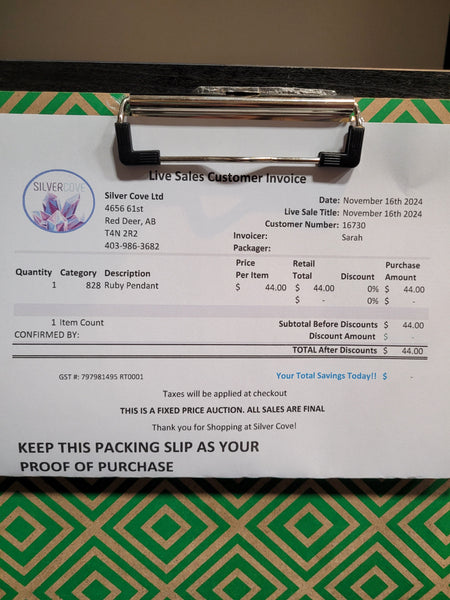 Live Sales Customer Invoice
SILVERCOVE
Silver Cove Ltd
4656 61st
Red Deer, AB
T4N 2R2
403-986-3682
Date: November 16th 2024
Live Sale Title: November 16th 2024
Customer Number: 16730
Invoicer: Sarah
Packager:
Quantity Category Description Price Per Item Retail Total Discount Purchase Amount
1 828 Ruby Pendant $ 44.00 $ 44.00 0% $ 44.00
$ - 0% $ -
1 Item Count Subtotal Before Discounts $ 44.00
CONFIRMED BY: Discount Amount $ -
TOTAL After Discounts $ 44.00
GST #: 797981495 RT0001 Your Total Savings Today!! $ -
Taxes will be applied at checkout
THIS IS A FIXED PRICE AUCTION. ALL SALES ARE FINAL
Thank you for Shopping at Silver Cove!
KEEP THIS PACKING SLIP AS YOUR
PROOF OF PURCHASE